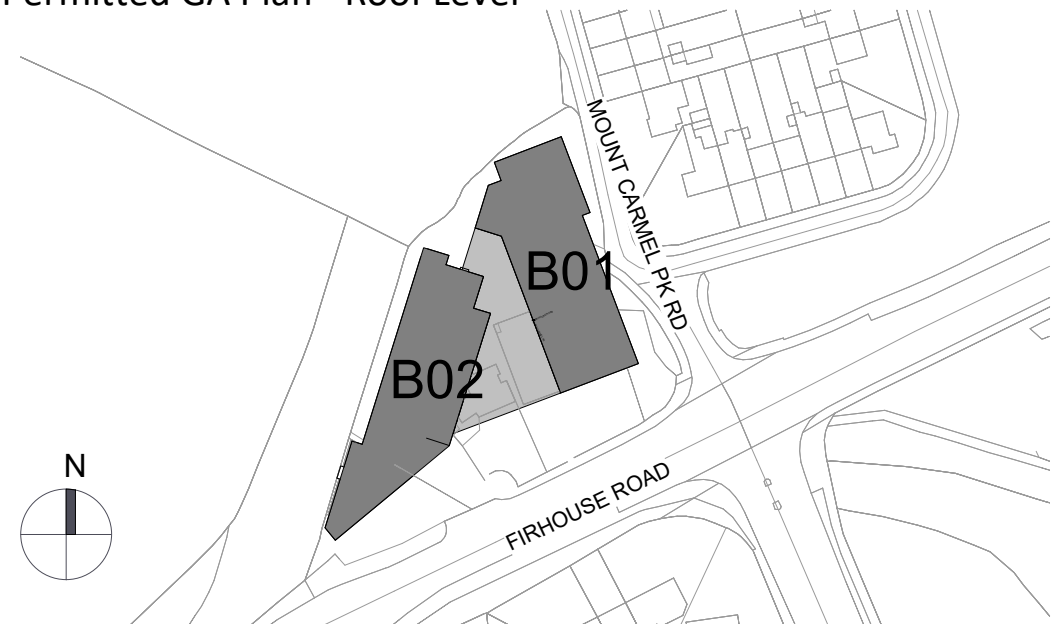 Permitted GA Plan - Roof Level
MOUNT CARMEL PK RD
B01
B02
N
FIRHOUSE ROAD